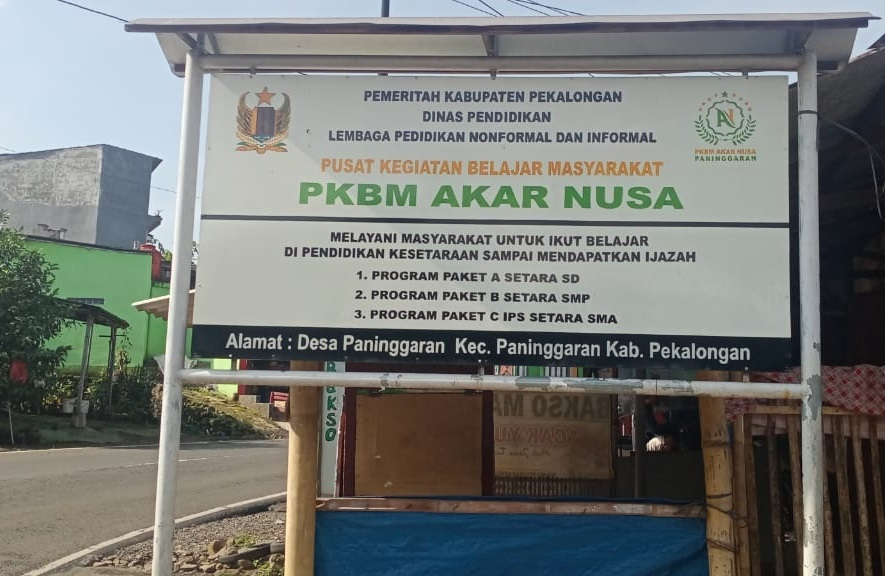 PEMERITAH KABUPATEN PEKALONGAN
DINAS PENDIDIKAN
LEMBAGA PEDIDIKAN NONFORMAL DAN INFORMAL
PUSAT KEGIATAN BELAJAR MASYARAKAT
PKBM AKAR NUSA
PKBM AKAR NUSA
PANINGGARAN
MELAYANI MASYARAKAT UNTUK IKUT BELAJAR
DI PENDIDIKAN KESETARAAN SAMPAI MENDAPATKAN IJAZAH
1. PROGRAM PAKET A SETARA SD
2. PROGRAM PAKET B SETARA SMP
3. PROGRAM PAKET C IPS SETARA SMA
Alamat : Desa Paninggaran Kec. Paninggaran Kab. Pekalongan
BAKSO
BAKSO